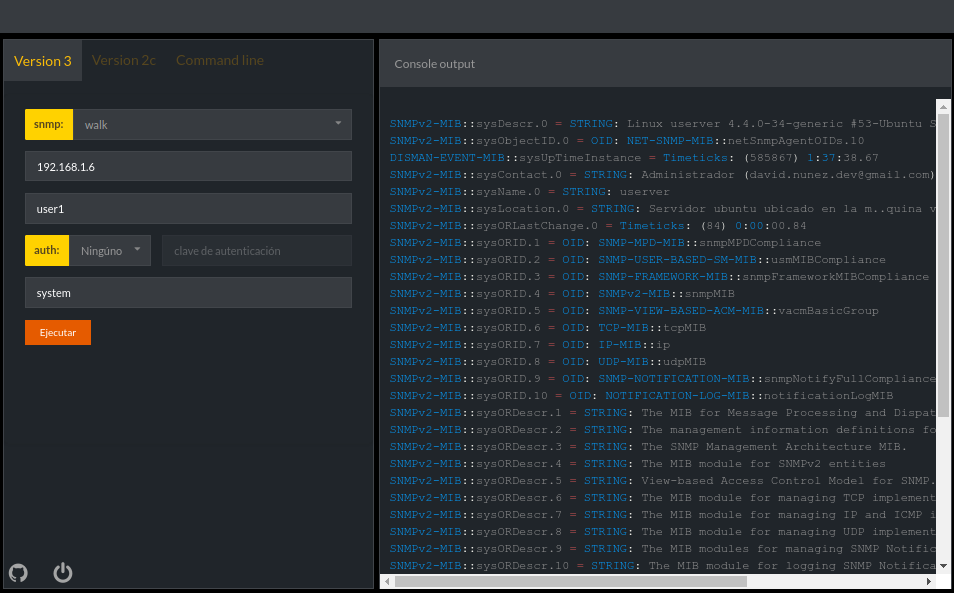 Version 3 Version 2c Command line
snmp: walk
192.168.1.6
user1
auth: Ningúno clave de autenticación
system
Ejecutar
Console output
SNMPv2-MIB::sysDescr.0 = STRING: Linux userver 4.4.0-34-generic #53-Ubuntu S
SNMPv2-MIB::sysObjectID.0 = OID: NET-SNMP-MIB::netSnmpAgentOIDs.10
DISMAN-EVENT-MIB::sysUpTimeInstance = Timeticks: (585867) 1:37:38.67
SNMPv2-MIB::sysContact.0 = STRING: Administrador (david.nunez.dev@gmail.com)
SNMPv2-MIB::sysName.0 = STRING: userver
SNMPv2-MIB::sysLocation.0 = STRING: Servidor ubuntu ubicado en la m..quina v
SNMPv2-MIB::sysORLastChange.0 = Timeticks: (84) 0:00:00.84
SNMPv2-MIB::sysORID.1 = OID: SNMP-MPD-MIB::snmpMPDCompliance
SNMPv2-MIB::sysORID.2 = OID: SNMP-USER-BASED-SM-MIB::usmMIBCompliance
SNMPv2-MIB::sysORID.3 = OID: SNMP-FRAMEWORK-MIB::snmpFrameworkMIBCompliance
SNMPv2-MIB::sysORID.4 = OID: SNMPv2-MIB::snmpMIB
SNMPv2-MIB::sysORID.5 = OID: SNMP-VIEW-BASED-ACM-MIB::vacmBasicGroup
SNMPv2-MIB::sysORID.6 = OID: TCP-MIB::tcpMIB
SNMPv2-MIB::sysORID.7 = OID: IP-MIB::ip
SNMPv2-MIB::sysORID.8 = OID: UDP-MIB::udpMIB
SNMPv2-MIB::sysORID.9 = OID: SNMP-NOTIFICATION-MIB::snmpNotifyFullCompliance
SNMPv2-MIB::sysORID.10 = OID: NOTIFICATION-LOG-MIB::notificationLogMIB
SNMPv2-MIB::sysORDescr.1 = STRING: The MIB for Message Processing and Dispat
SNMPv2-MIB::sysORDescr.2 = STRING: The management information definitions fo
SNMPv2-MIB::sysORDescr.3 = STRING: The SNMP Management Architecture MIB.
SNMPv2-MIB::sysORDescr.4 = STRING: The MIB module for SNMPv2 entities
SNMPv2-MIB::sysORDescr.5 = STRING: View-based Access Control Model for SNMP.
SNMPv2-MIB::sysORDescr.6 = STRING: The MIB module for managing TCP implement
SNMPv2-MIB::sysORDescr.7 = STRING: The MIB module for managing IP and ICMP i
SNMPv2-MIB::sysORDescr.8 = STRING: The MIB module for managing UDP implement
SNMPv2-MIB::sysORDescr.9 = STRING: The MIB modules for managing SNMP Notific
SNMPv2-MIB::sysORDescr.10 = STRING: The MIB module for logging SNMP Notifica